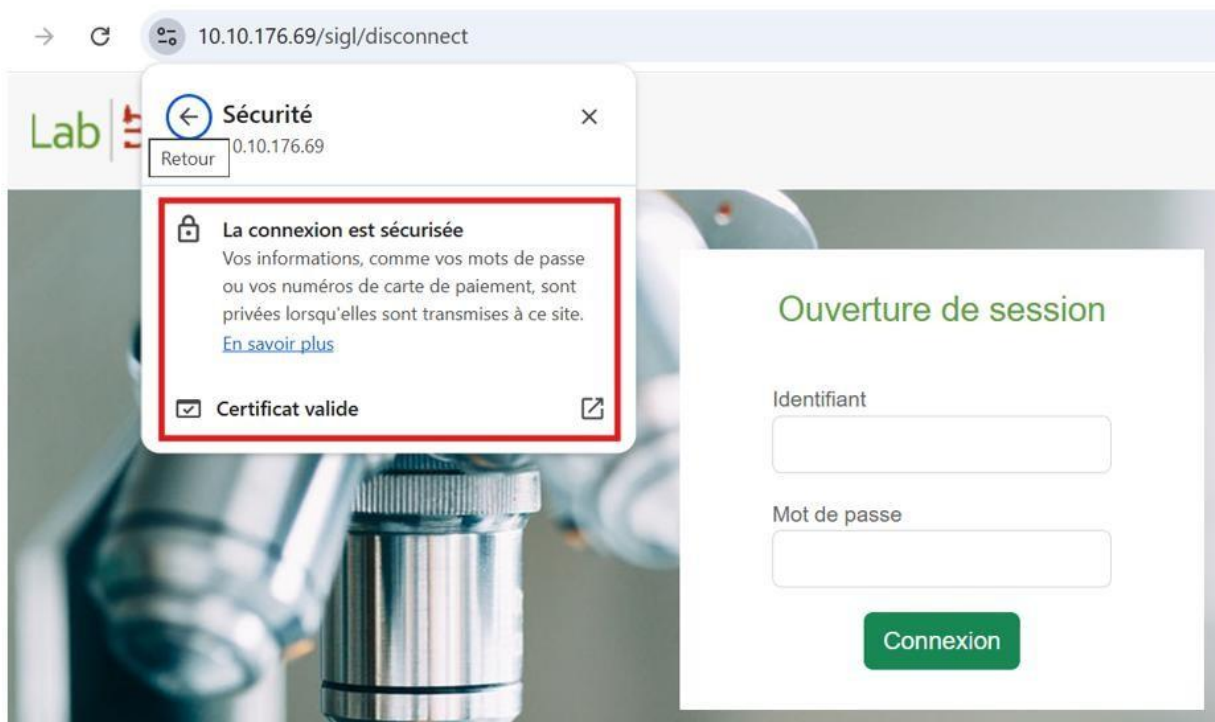 10.10.176.69/sigl/disconnect
Lab
Sécurité
0.10.176.69
Retour
La connexion est sécurisée
Vos informations, comme vos mots de passe
ou vos numéros de carte de paiement, sont
privées lorsqu'elles sont transmises à ce site.
En savoir plus
Certificat valide
Ouverture de session
Identifiant
Mot de passe
Connexion